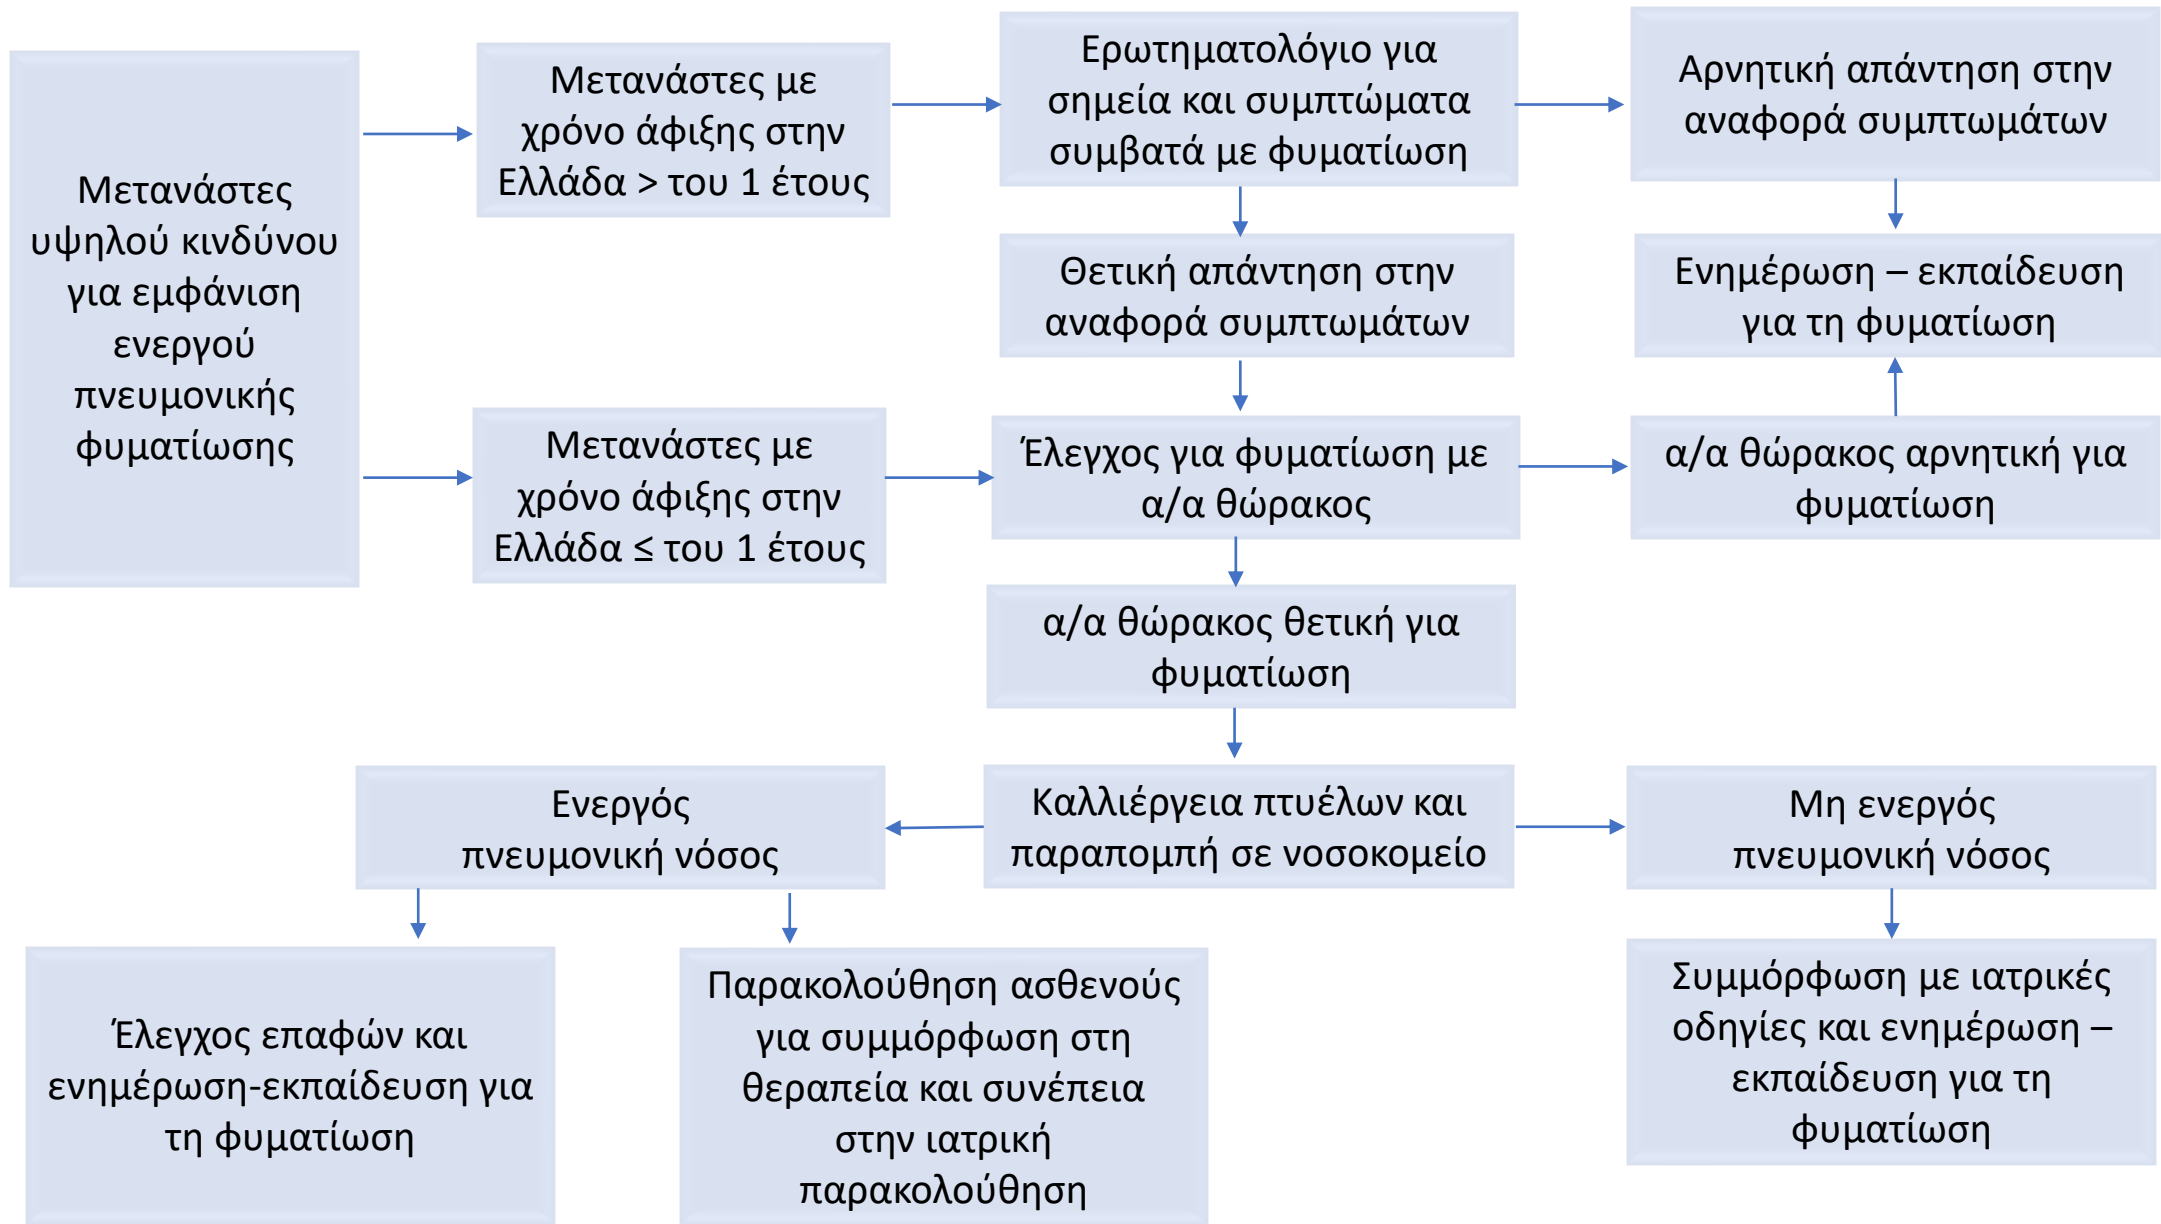 Μετανάστες
υψηλού κινδύνου
για εμφάνιση
ενεργού
πνευμονικής
φυματίωσης
Μετανάστες με
χρόνο άφιξης στην
Ελλάδα > του 1 έτους
Ερωτηματολόγιο για
σημεία και συμπτώματα
συμβατά με φυματίωση
Αρνητική απάντηση στην
αναφορά συμπτωμάτων
Θετική απάντηση στην
αναφορά συμπτωμάτων
Ενημέρωση – εκπαίδευση
για τη φυματίωση
Μετανάστες με
χρόνο άφιξης στην
Ελλάδα ≤ του 1 έτους
Έλεγχος για φυματίωση με
α/α θώρακος
α/α θώρακος αρνητική για
φυματίωση
α/α θώρακος θετική για
φυματίωση
Ενεργός
πνευμονική νόσος
Καλλιέργεια πτυέλων και
παραπομπή σε νοσοκομείο
Μη ενεργός
πνευμονική νόσος
Έλεγχος επαφών και
ενημέρωση-εκπαίδευση για
τη φυματίωση
Παρακολούθηση ασθενούς
για συμμόρφωση στη
θεραπεία και συνέπεια
στην ιατρική
παρακολούθηση
Συμμόρφωση με ιατρικές
οδηγίες και ενημέρωση –
εκπαίδευση για τη
φυματίωση